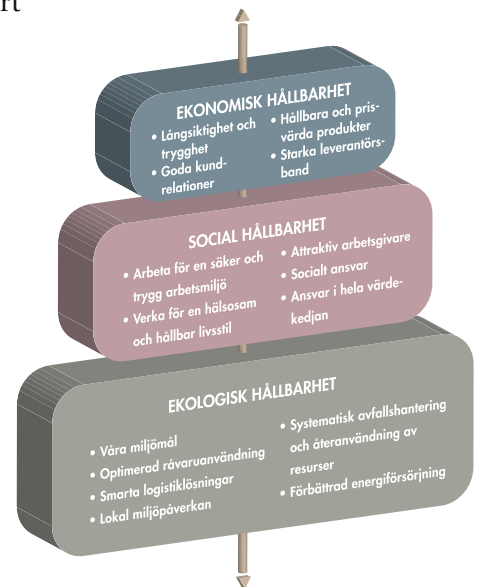 rt
EKONOMISK HÅLLBARHET
• Långsiktighet och
trygghet
• Goda kund-
relationer
• Hållbara och pris-
värda produkter
• Starka leverantörs-
band
SOCIAL HÅLLBARHET
• Arbeta för en säker och
trygg arbetsmiljö
• Verka för en hälsosam
och hållbar livsstil
• Attraktiv arbetsgivare
• Socialt ansvar
• Ansvar i hela värde-
kedjan
EKOLOGISK HÅLLBARHET
• Våra miljömål
• Optimerad råvaruanvändning
• Smarta logistiklösningar
• Lokal miljöpåverkan
• Systematisk avfallshantering
och återanvändning av
resurser
• Förbättrad energiförsörjning